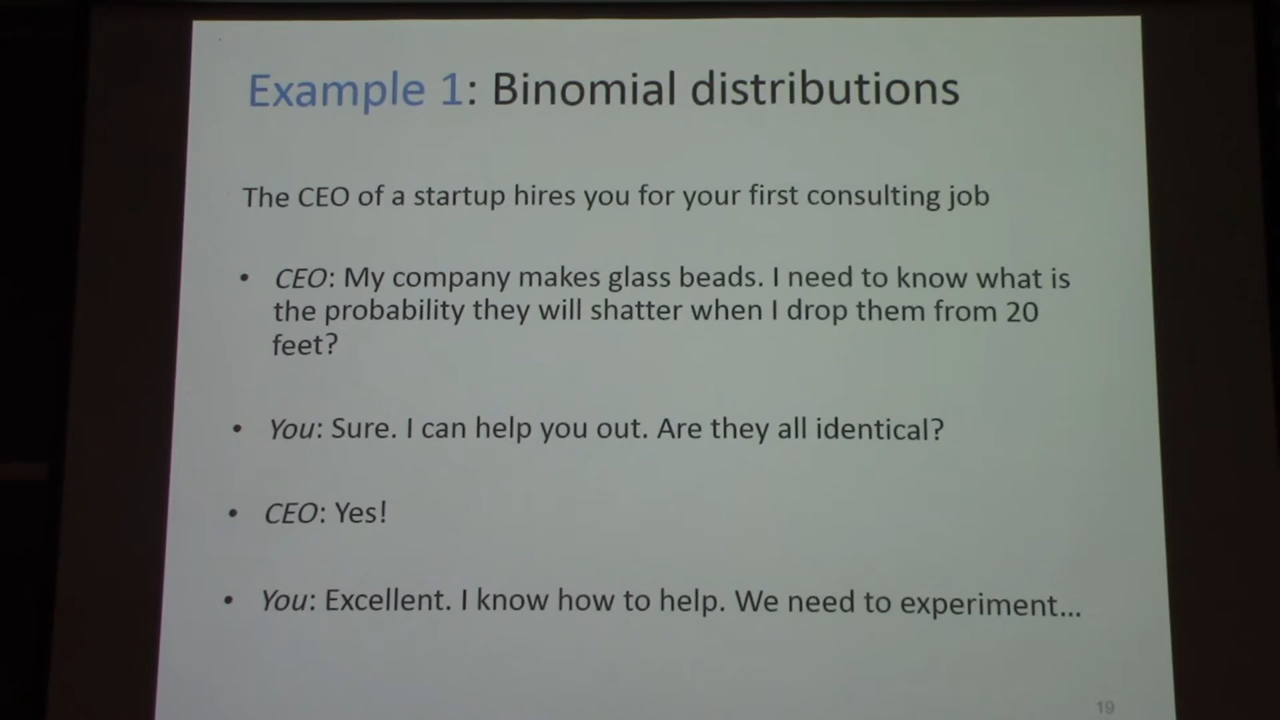 Example 1: Binomial distributions
The CEO of a startup hires you for your first consulting job
• CEO: My company makes glass beads. I need to know what is
the probability they will shatter when I drop them from 20
feet?
• You: Sure. I can help you out. Are they all identical?
• CEO: Yes!
• You: Excellent. I know how to help. We need to experiment...
19